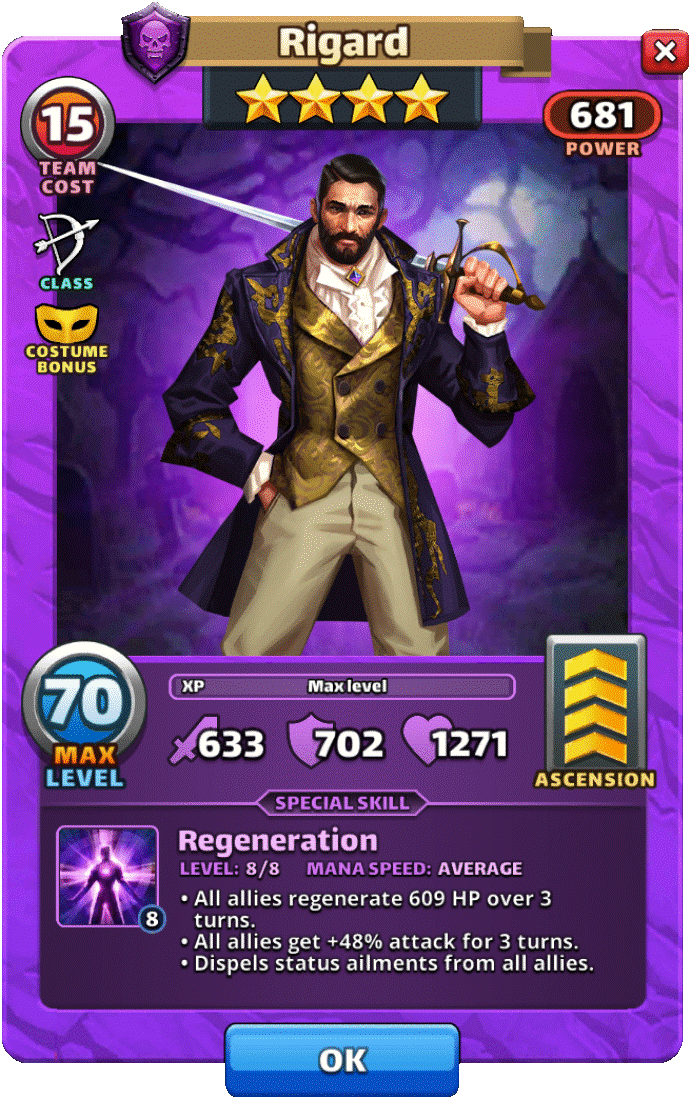 Rigard
15
TEAM
COST
681
POWER
CLASS
COSTUME
BONUS
XP Max level
70
MAX
LEVEL
633 702 1271
ASCENSION
SPECIAL SKILL
Regeneration
LEVEL: 8/8 MANA SPEED: AVERAGE
8
• All allies regenerate 609 HP over 3
turns.
• All allies get +48% attack for 3 turns.
• Dispels status ailments from all allies.
OK